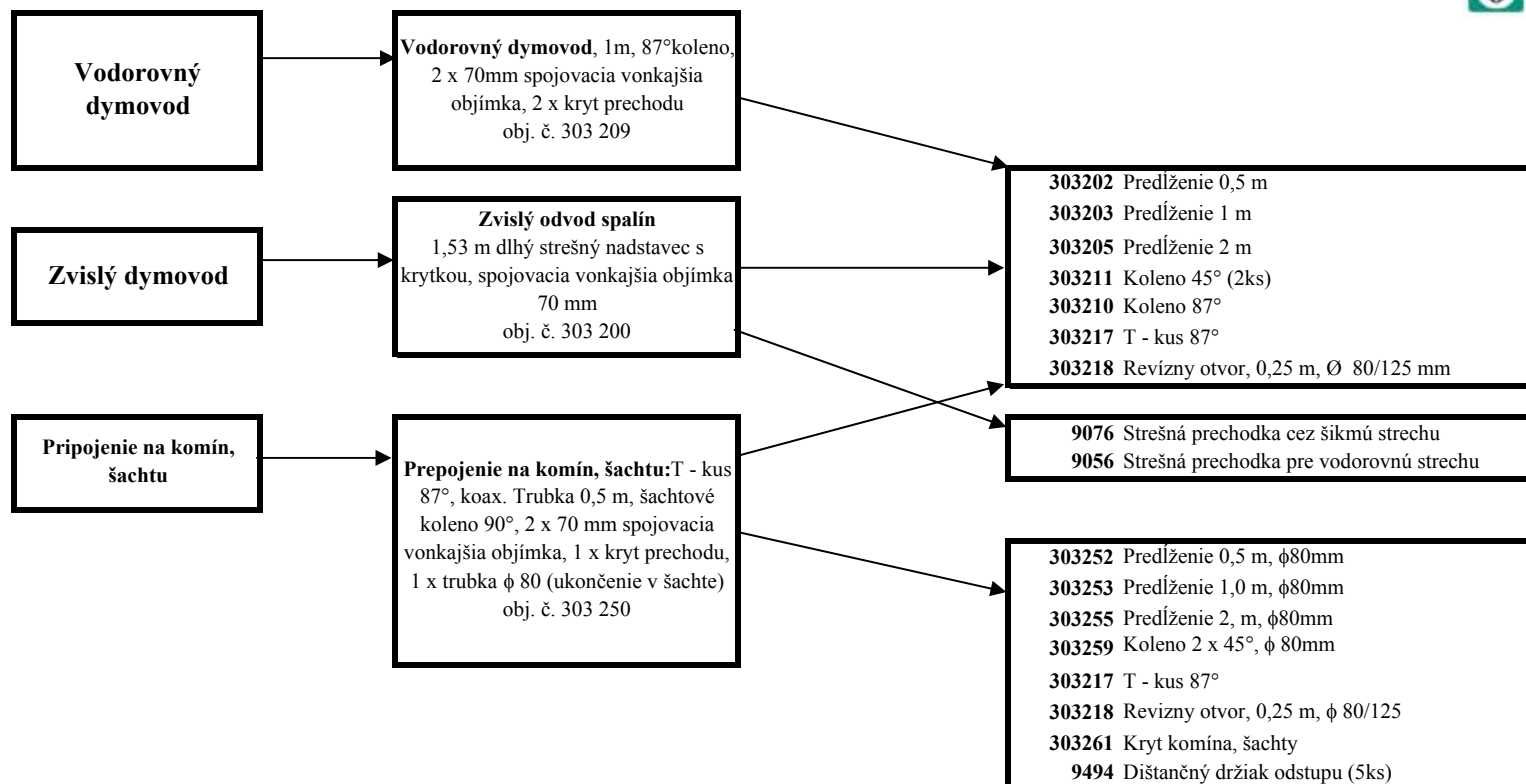 Vodorovný
dymovod
Vodorovný dymovod, 1m, 87°koleno,
2 x 70mm spojovacia vonkajšia
objímka, 2 x kryt prechodu
obj. č. 303 209
Zvislý dymovod
Zvislý odvod spalín
1,53 m dlhý strešný nadstavec s
krytkou, spojovacia vonkajšia objímka
70 mm
obj. č. 303 200
Pripojenie na komín,
šachtu
Prepojenie na komín, šachtu:T - kus
87°, koax. Trubka 0,5 m, šachtové
koleno 90°, 2 x 70 mm spojovacia
vonkajšia objímka, 1 x kryt prechodu,
1 x trubka ϕ 80 (ukončenie v šachte)
obj. č. 303 250
303202 Predĺženie 0,5 m
303203 Predĺženie 1 m
303205 Predĺženie 2 m
303211 Koleno 45° (2ks)
303210 Koleno 87°
303217 T - kus 87°
303218 Revízny otvor, 0,25 m, Ø 80/125 mm
9076 Strešná prechodka cez šikmú strechu
9056 Strešná prechodka pre vodorovnú strechu
303252 Predĺženie 0,5 m, ϕ80mm
303253 Predĺženie 1,0 m, ϕ80mm
303255 Predĺženie 2, m, ϕ80mm
303259 Koleno 2 x 45°, ϕ 80mm
303217 T - kus 87°
303218 Revizny otvor, 0,25 m, ϕ 80/125
303261 Kryt komína, šachty
9494 Dištančný držiak odstupu (5ks)